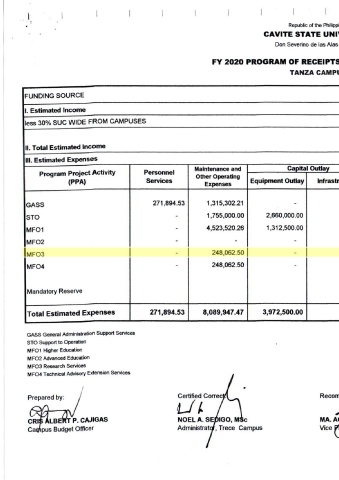 Republic of the Philippi
CAVITE STATE UNI
Don Severino de las Alas
FY 2020 PROGRAM OF RECEIPTS
TANZA CAMPU
FUNDING SOURCE
I. Estimated Income
less 30% SUC WIDE FROM CAMPUSES
II. Total Estimated Income
III. Estimated Expenses
Program Project Activity (PPA) Personnel Services Maintenance and Other Operating Expenses Capital Outlay
Equipment Outlay Infrastr
GASS 271,894.53 1,315,302.21 -
STO - 1,755,000.00 2,660,000.00
MFO1 - 4,523,520.26 1,312,500.00
MFO2 - - -
MFO3 - 248,062.50
MFO4 - 248,062.50
Mandatory Reserve
Total Estimated Expenses 271,894.53 8,089,947.47 3,972,500.00
GASS General Administration Support Services
STO Support to Operation
MFO1 Higher Education
MFO2 Advanced Education
MFO3 Research Services
MFO4 Technical Advisory Extension Services
Prepared by: Certified Correct: Recom
CRIS ALBERT P. CAJIGAS NOEL A. SEDIGO, MSc MA. A
Campus Budget Officer Administrator, Trece Campus Vice